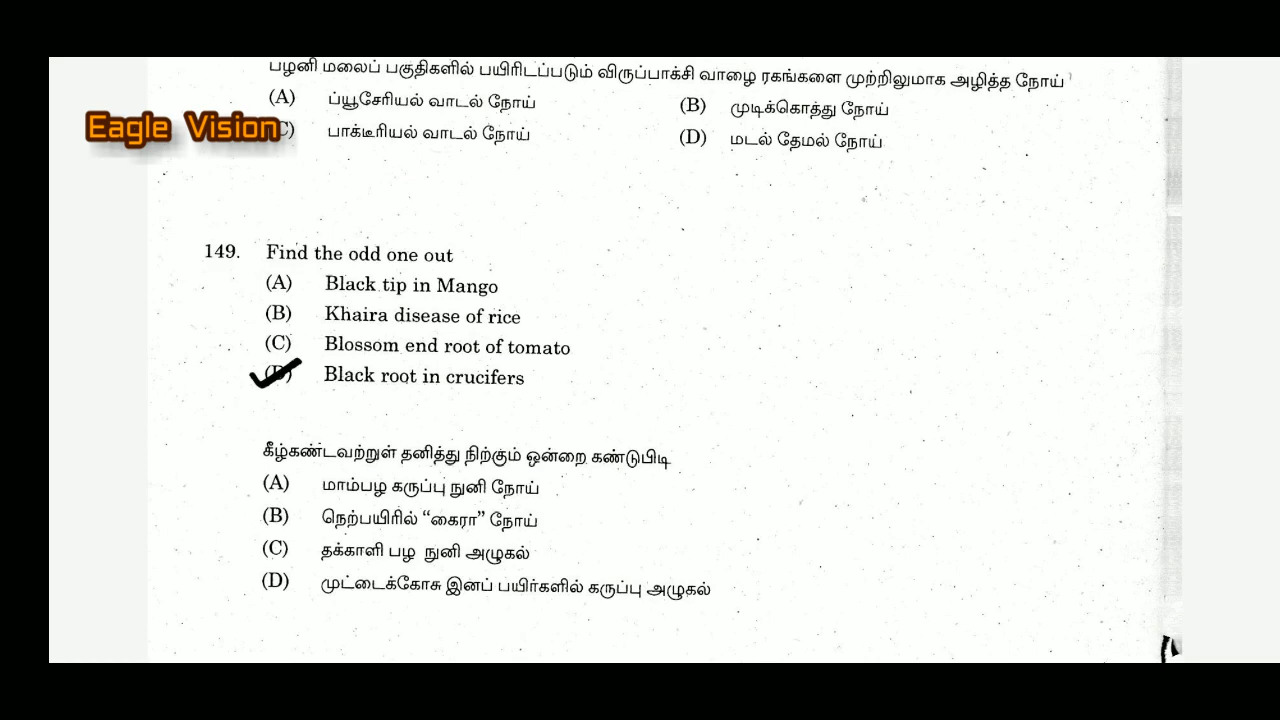 பழனி மலைப் பகுதிகளில் பயிரிடப்படும் விருப்பாக்சி வாழை ரகங்களை முற்றிலுமாக அழித்த நோய்
(A) ப்யூசேரியல் வாடல் நோய் (B) முடிக்கொத்து நோய்
Eagle Vision
C) பாக்டீரியல் வாடல் நோய் (D) மடல் தேமல் நோய்
149. Find the odd one out
(A) Black tip in Mango
(B) Khaira disease of rice
(C) Blossom end root of tomato
(D) Black root in crucifers
கீழ்கண்டவற்றுள் தனித்து நிற்கும் ஒன்றை கண்டுபிடி
(A) மாம்பழ கருப்பு நுனி நோய்
(B) நெற்பயிரில் “கைரா” நோய்
(C) தக்காளி பழ நுனி அழுகல்
(D) முட்டைக்கோசு இனப் பயிர்களில் கருப்பு அழுகல்